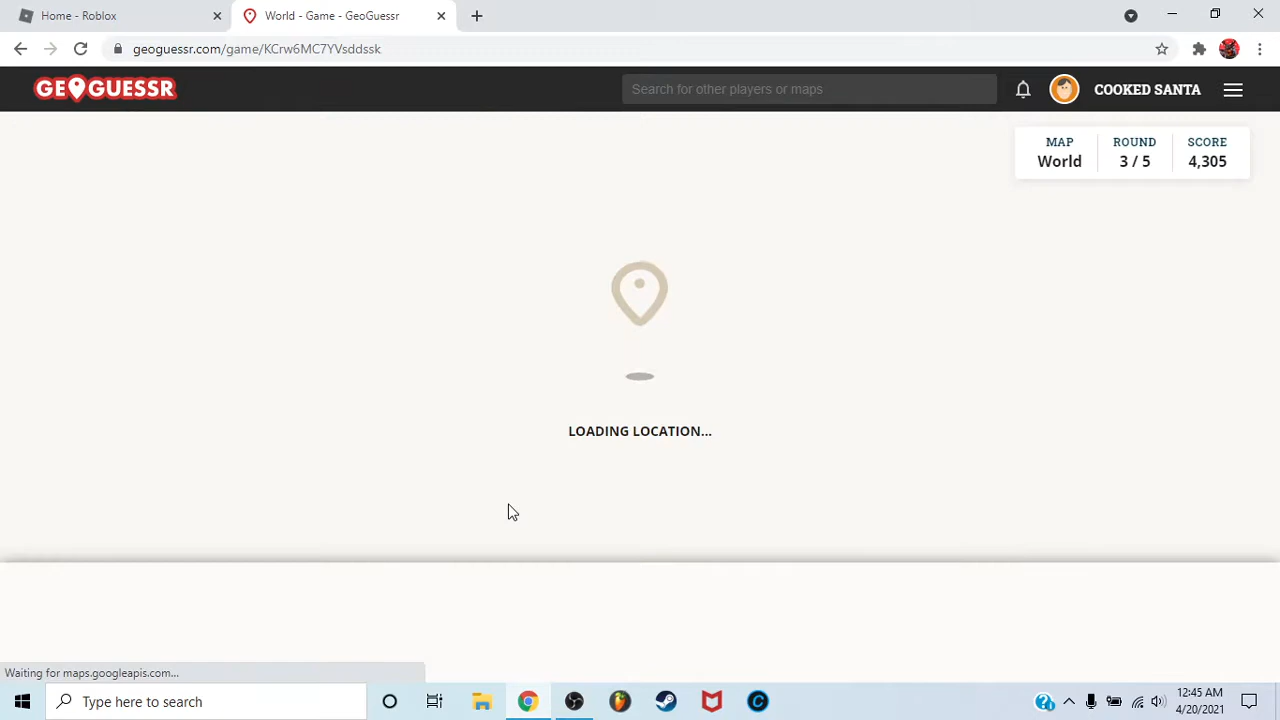 Home - Roblox
World - Game - GeoGuessr
geoguessr.com/game/KCrw6MC7YVsddssk
GEOGUESSR
Search for other players or maps
COOKED SANTA
MAP ROUND SCORE
World 3 / 5 4,305
LOADING LOCATION...
Waiting for maps.googleapis.com...
Type here to search
12:45 AM
4/20/2021